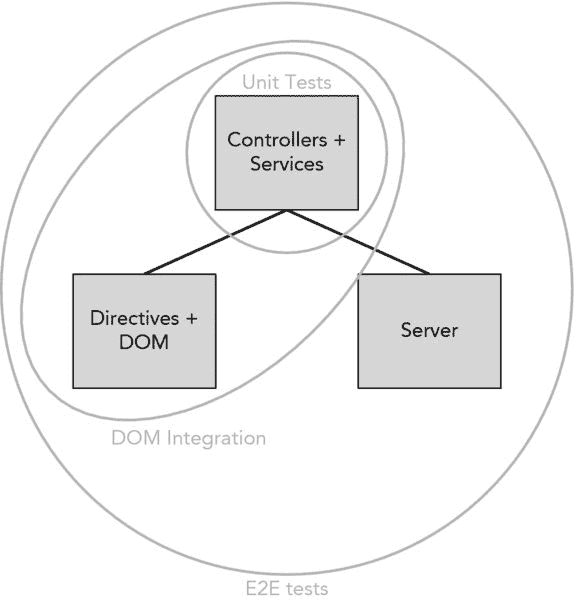 Unit Tests
Controllers +
Services
Directives +
DOM
Server
DOM Integration
E2E tests